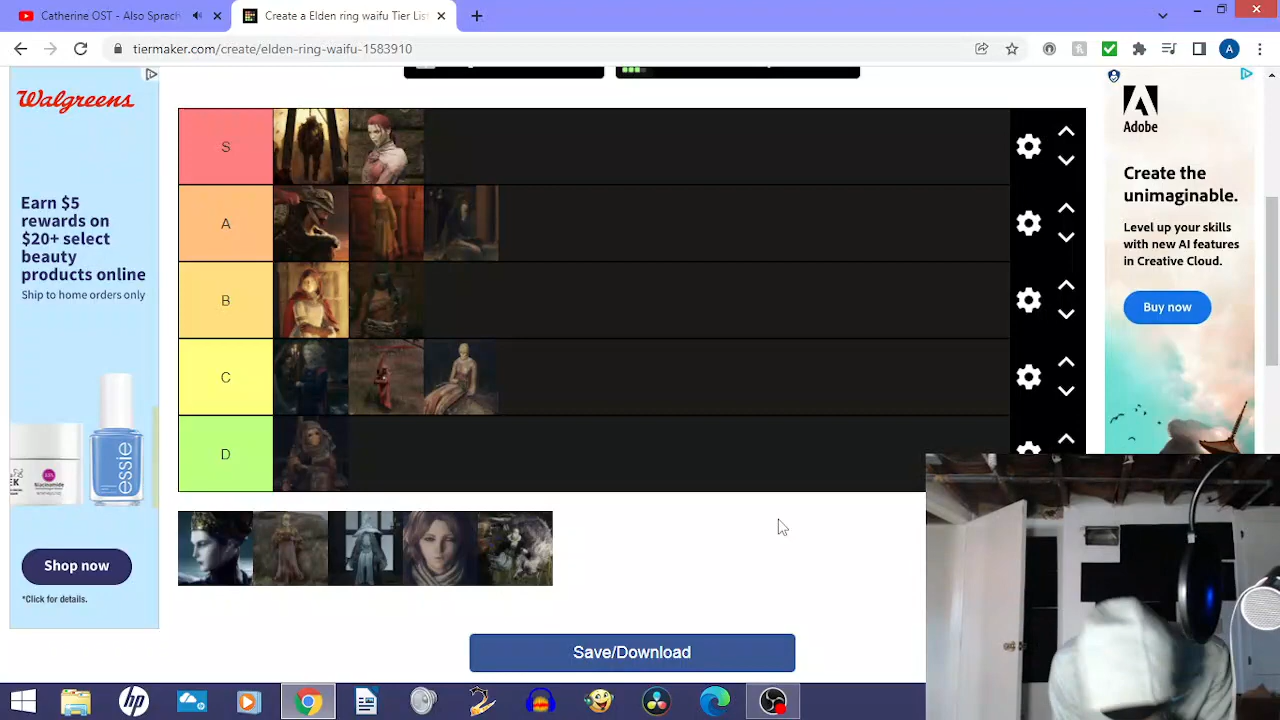 Catherine OST - Also Sprach
Create a Elden Ring waifu Tier Lis
tiermaker.com/create/elden-ring-waifu-1583910
A
Walgreens
Earn $5
rewards on
$20+ select
beauty
products online
Ship to home orders only
essie
Shop now
*Click for details.
S
A
B
C
D
Save/Download
Adobe
Create the
unimaginable.
Level up your skills
with new AI features
in Creative Cloud.
Buy now
hp